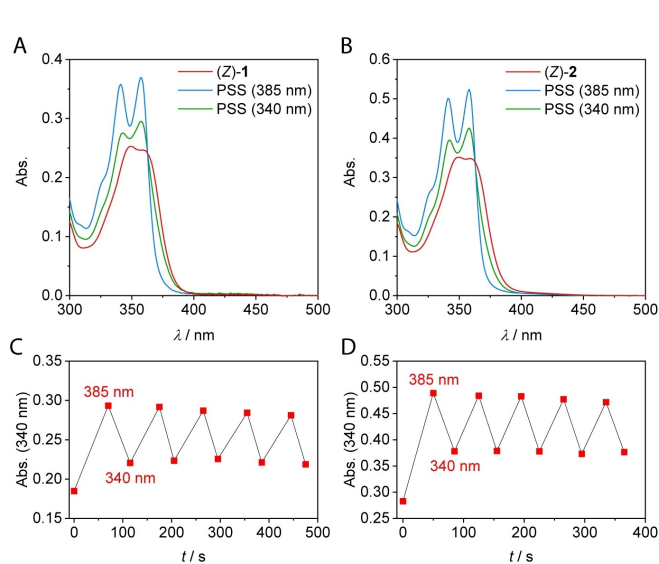 A
B
Abs.
0.4
0.3
0.2
0.1
0.0
(Z)-1
PSS (385 nm)
PSS (340 nm)
300 350 400 450 500
λ / nm
Abs.
0.6
0.5
0.4
0.3
0.2
0.1
0.0
(Z)-2
PSS (385 nm)
PSS (340 nm)
300 350 400 450 500
λ / nm
C
D
Abs. (340 nm)
0.35
0.30
0.25
0.20
0.15
385 nm
340 nm
0 100 200 300 400 500
t / s
Abs. (340 nm)
0.55
0.50
0.45
0.40
0.35
0.30
0.25
385 nm
340 nm
0 100 200 300 400
t / s